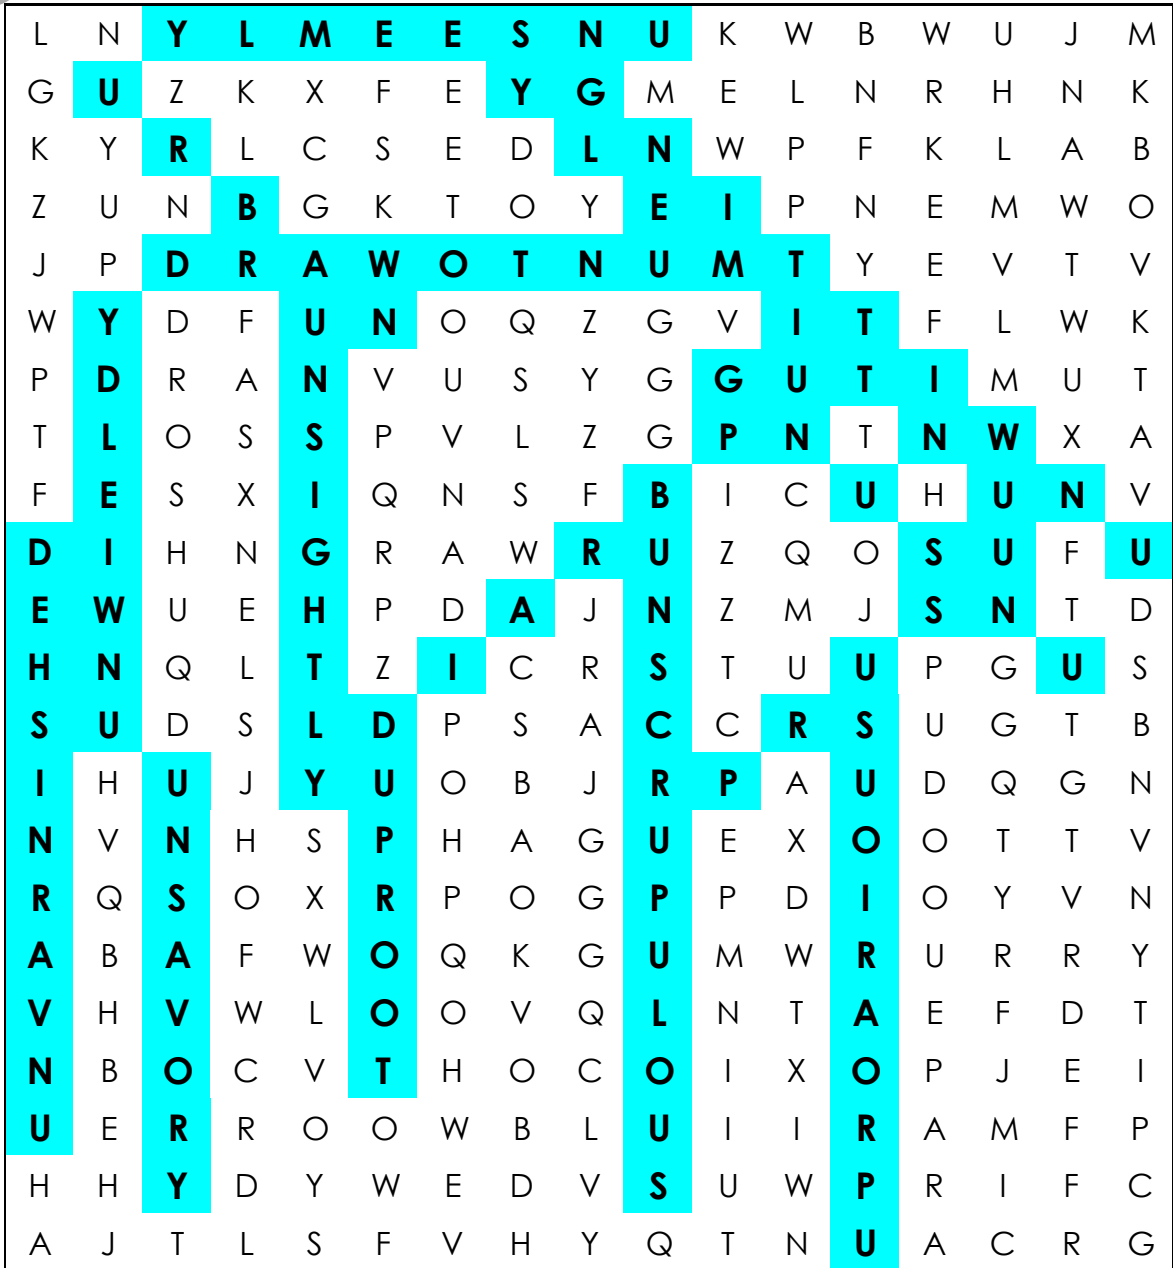 L N Y L M E E S N U K W B W U J M
G U Z K X F E Y G M E L N R H N K
K Y R L C S E D L N W P F K L A B
Z U N B G K T O Y E I P N E M W O
J P D R A W O T N U M T Y E V T V
W Y D F U N O Q Z G V I T F L W K
P D R A N V U S Y G G U T I M U T
T L O S S P V L Z G P N T N W X A
F E S X I Q N S F B I C U H U N V
D I H N G R A W R U Z Q O S U F U
E W U E H P D A J N Z M J S N T D
H N Q L T Z I C R S T U U P G U S
S U D S L D P S A C C R S U G T B
I H U J Y U O B J R P A U D Q G N
N V N H S P H A G U E X O O T T V
R Q S O X R P O G P P D I O Y V N
A B A F W O Q K G U M W R U R R Y
V H V W L O O V Q L N T A E F D T
N B O C V T H O C O I X O P J E I
U E R R O O W B L U I I R A M F P
H H Y D Y W E D V S U W P R I F C
A J T L S F V H Y Q T N U A C R G